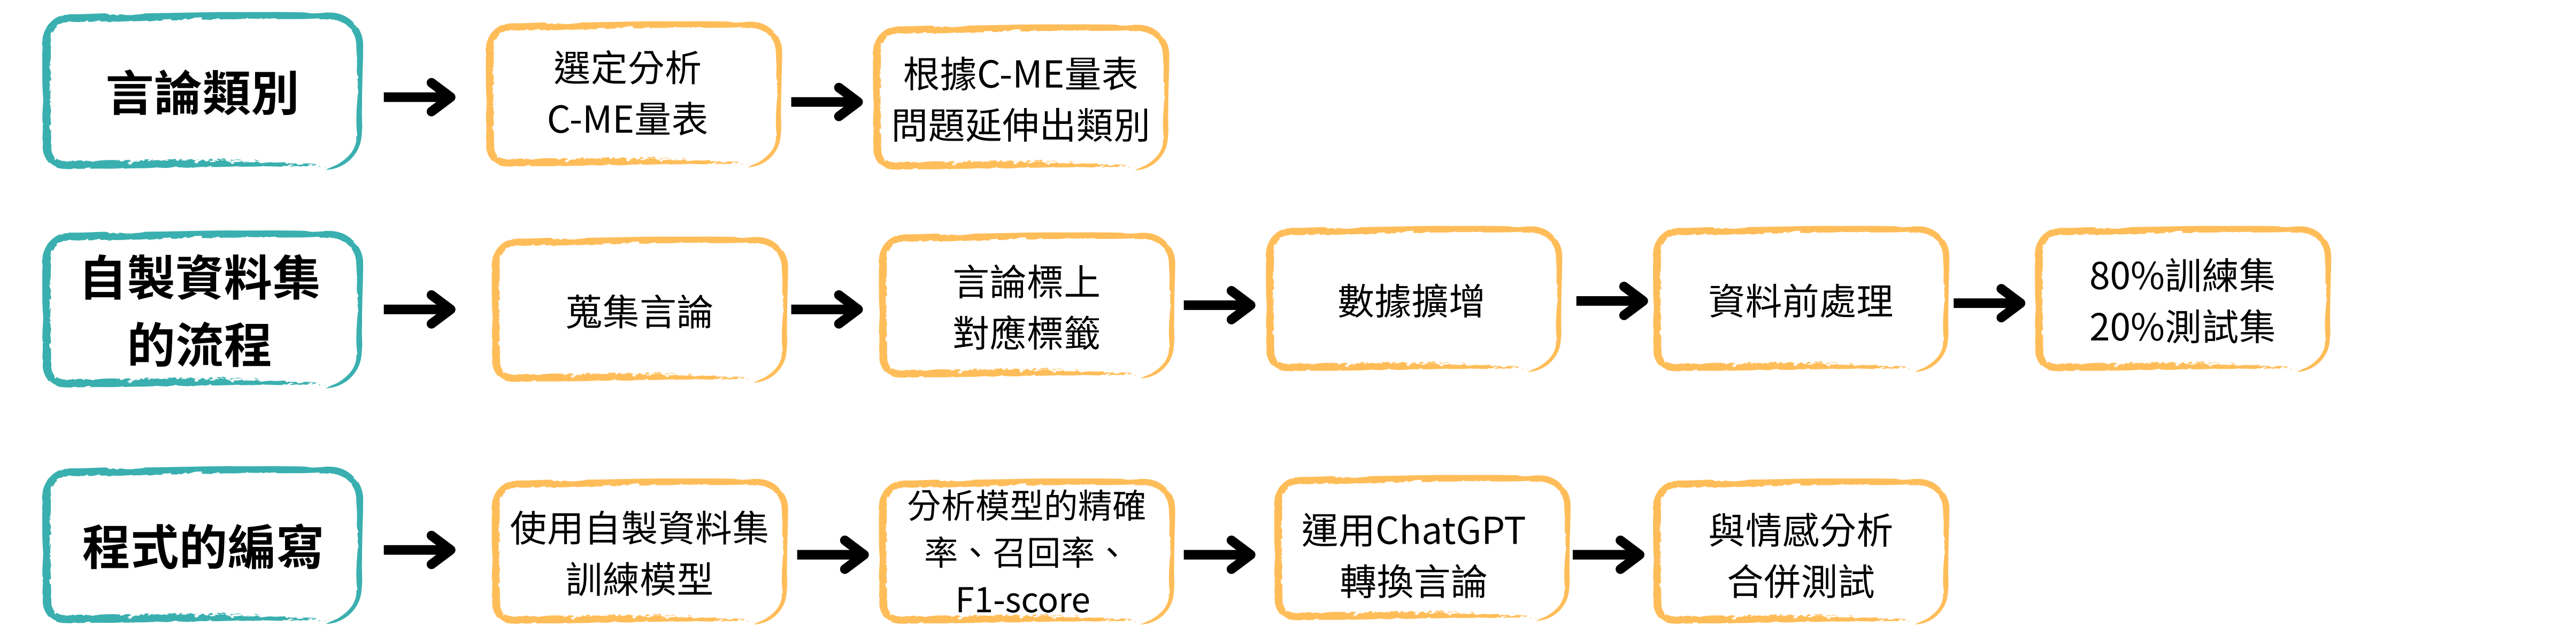 言論類別
選定分析
C-ME量表
根據C-ME量表
問題延伸出類別
自製資料集
的流程
蒐集言論
言論標上
對應標籤
數據擴增
資料前處理
80%訓練集
20%測試集
程式的編寫
使用自製資料集
訓練模型
分析模型的精確
率、召回率、
F1-score
運用ChatGPT
轉換言論
與情感分析
合併測試